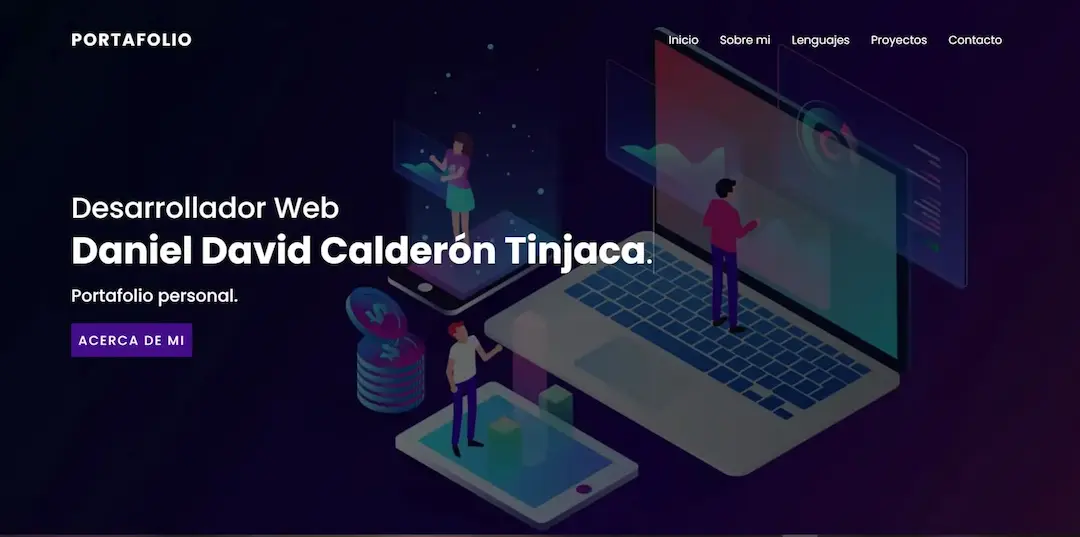 PORTAFOLIO
Inicio Sobre mi Lenguajes Proyectos Contacto
Desarrollador Web
Daniel David Calderón Tinjaca.
Portafolio personal.
ACERCA DE MI